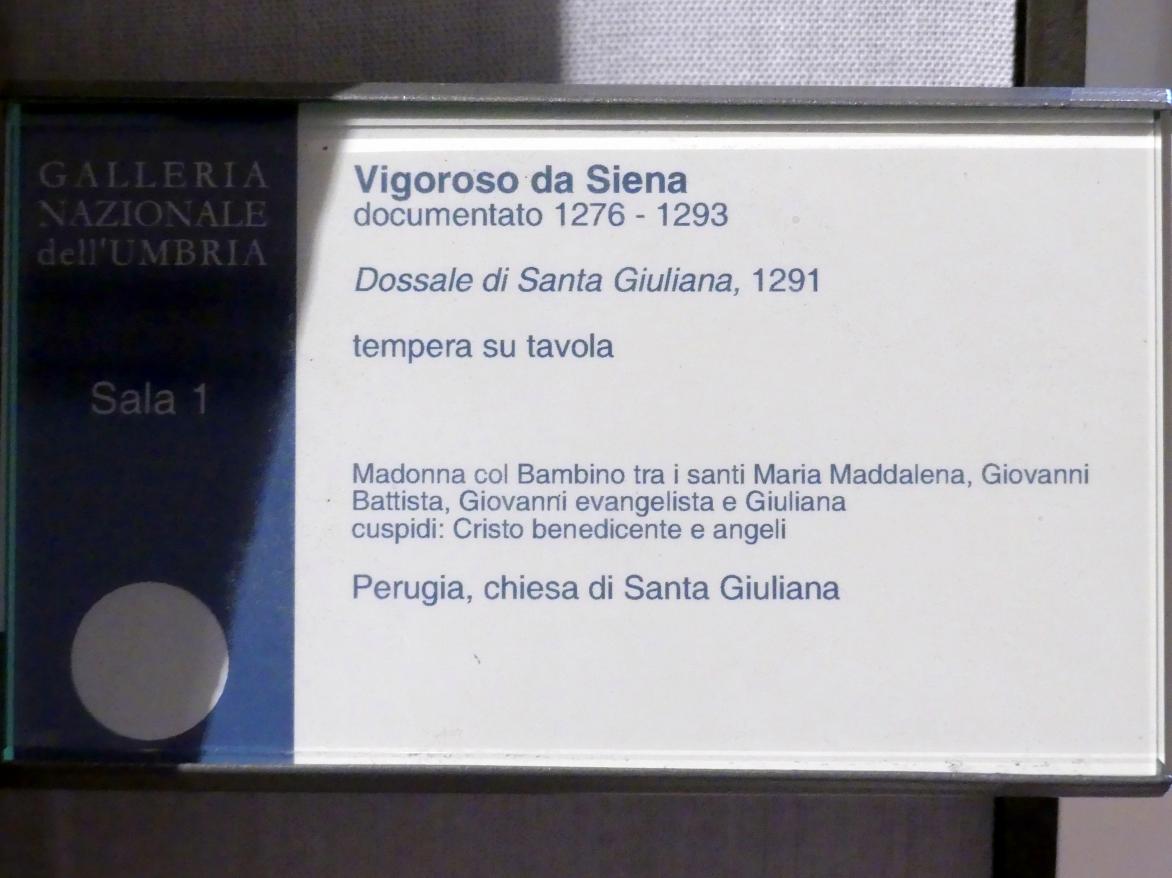 GALLERIA
NAZIONALE
dell'UMBRIA
Sala 1
Vigoroso da Siena
documentato 1276 - 1293
Dossale di Santa Giuliana, 1291
tempera su tavola
Madonna col Bambino tra i santi Maria Maddalena, Giovanni
Battista, Giovanni evangelista e Giuliana
cuspidi: Cristo benedicente e angeli
Perugia, chiesa di Santa Giuliana